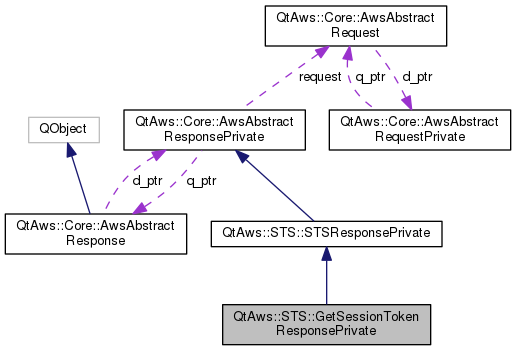 QtAws::Core::AwsAbstract
Request
request
q_ptr
d_ptr
QObject
QtAws::Core::AwsAbstract
ResponsePrivate
QtAws::Core::AwsAbstract
RequestPrivate
d_ptr
q_ptr
QtAws::Core::AwsAbstract
Response
QtAws::STS::STSResponsePrivate
QtAws::STS::GetSessionToken
ResponsePrivate